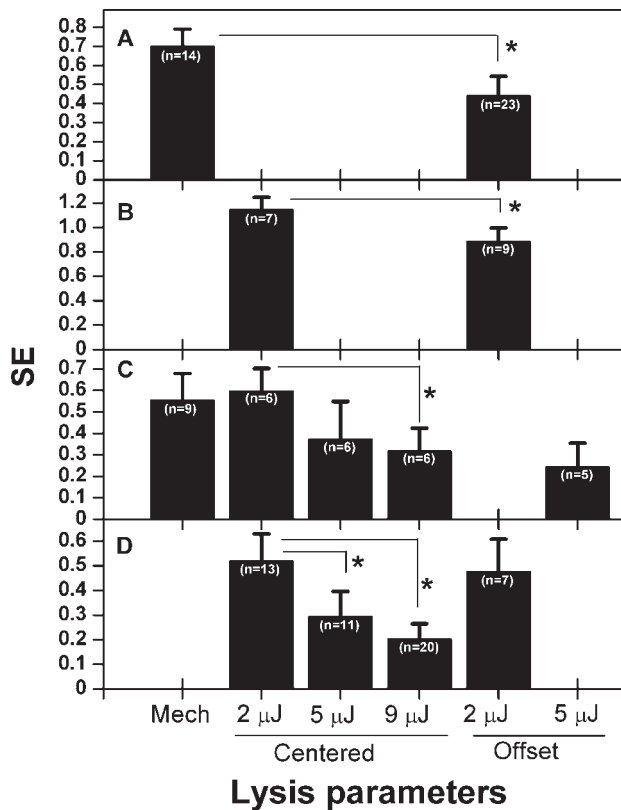 SE
A
0.8
0.7
0.6
0.5
0.4
0.3
0.2
0.1
0
(n=14)
*
(n=23)
B
1.2
1.0
0.8
0.6
0.4
0.2
0
(n=7)
*
(n=9)
C
0.7
0.6
0.5
0.4
0.3
0.2
0.1
0
(n=9)
(n=6)
(n=6)
*
(n=6)
(n=5)
D
0.6
0.5
0.4
0.3
0.2
0.1
0
(n=13)
*
(n=11)
*
(n=20)
(n=7)
Mech 2 μJ 5 μJ 9 μJ 2 μJ 5 μJ
Centered Offset
Lysis parameters